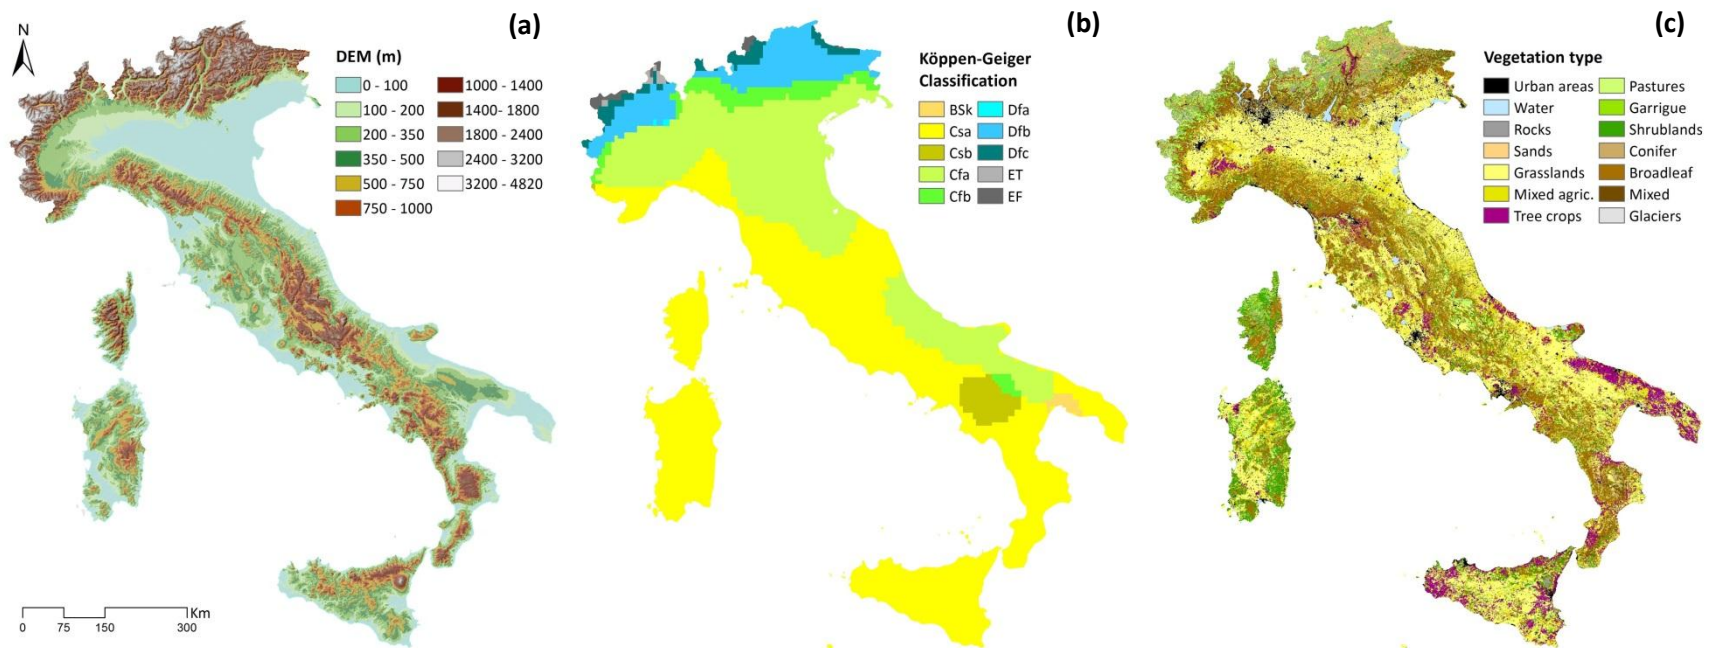 (a)
N
DEM (m)
0 - 100
100 - 200
200 - 350
350 - 500
500 - 750
750 - 1000
1000 - 1400
1400- 1800
1800 - 2400
2400 - 3200
3200 - 4820
Km
0 75 150 300
(b)
Köppen-Geiger
Classification
BSk
Csa
Csb
Cfa
Cfb
Dfa
Dfb
Dfc
ET
EF
(c)
Vegetation type
Urban areas
Water
Rocks
Sands
Grasslands
Mixed agric.
Tree crops
Pastures
Garrigue
Shrublands
Conifer
Broadleaf
Mixed
Glaciers